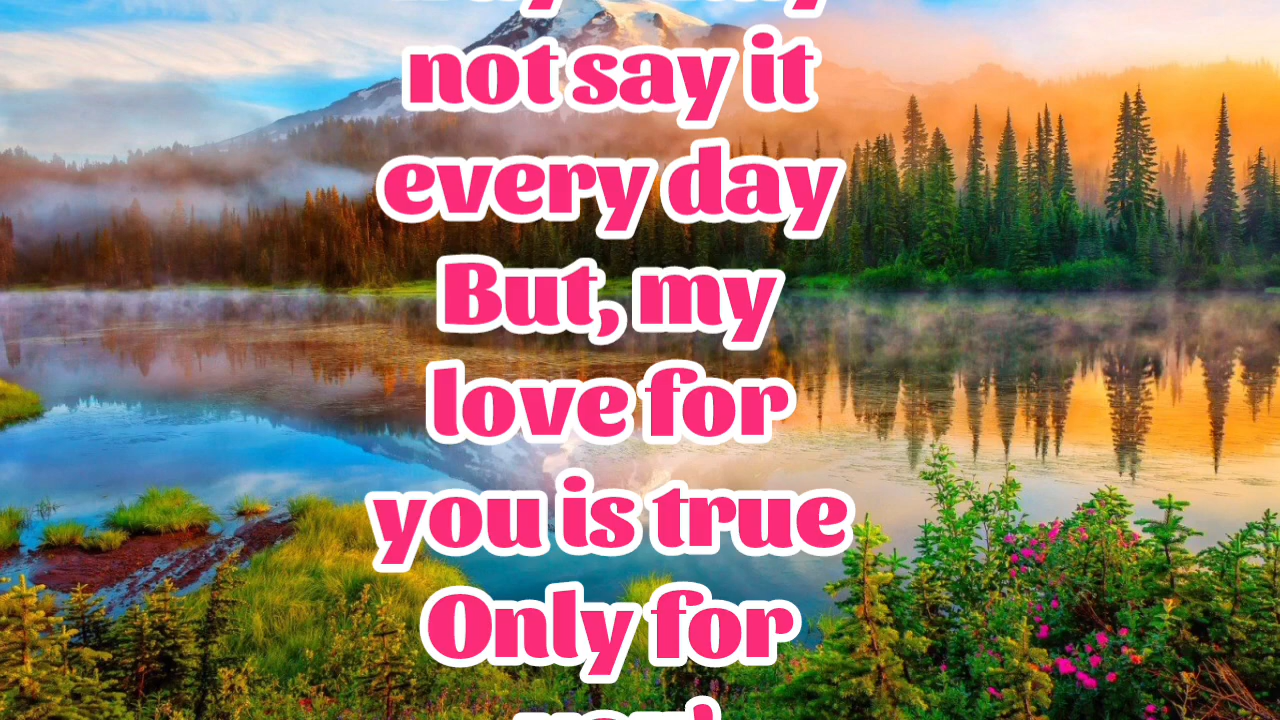 not say it
every day
But, my
love for
you is true
Only for